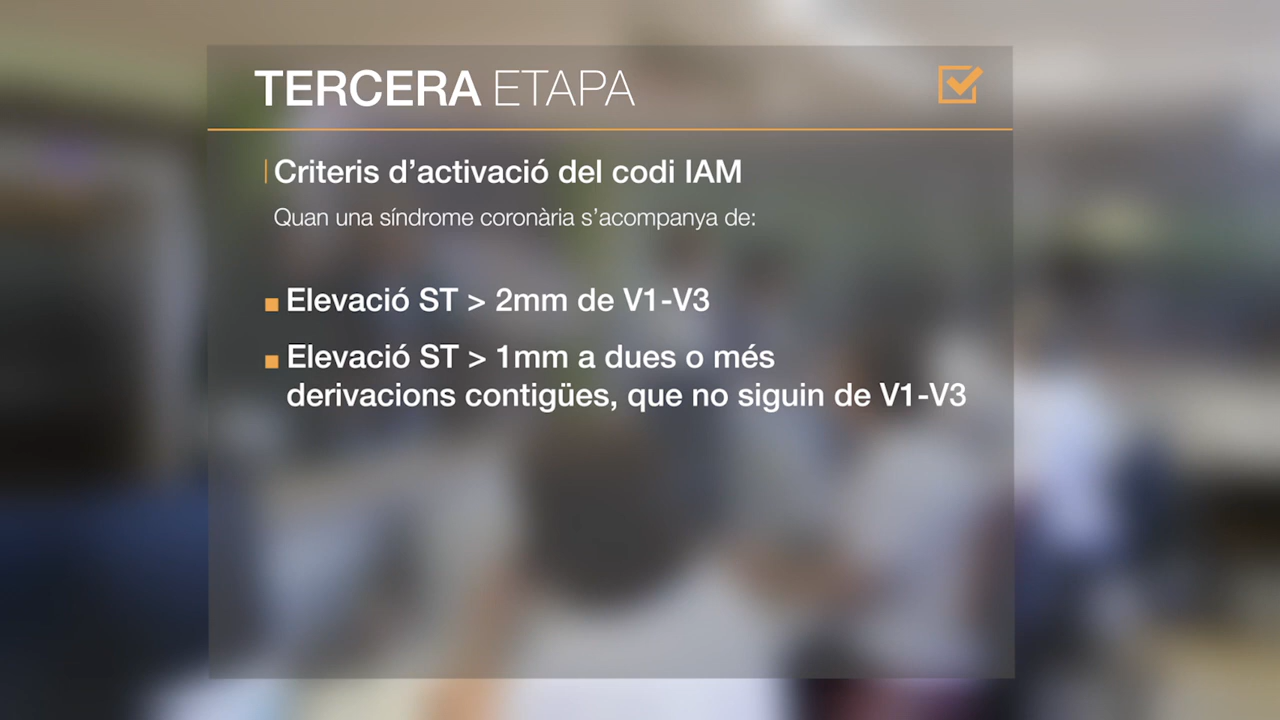 TERCERA ETAPA
Criteris d’activació del codi IAM
Quan una síndrome coronària s’acompanya de:
Elevació ST > 2mm de V1-V3
Elevació ST > 1mm a dues o més
derivacions contigües, que no siguin de V1-V3